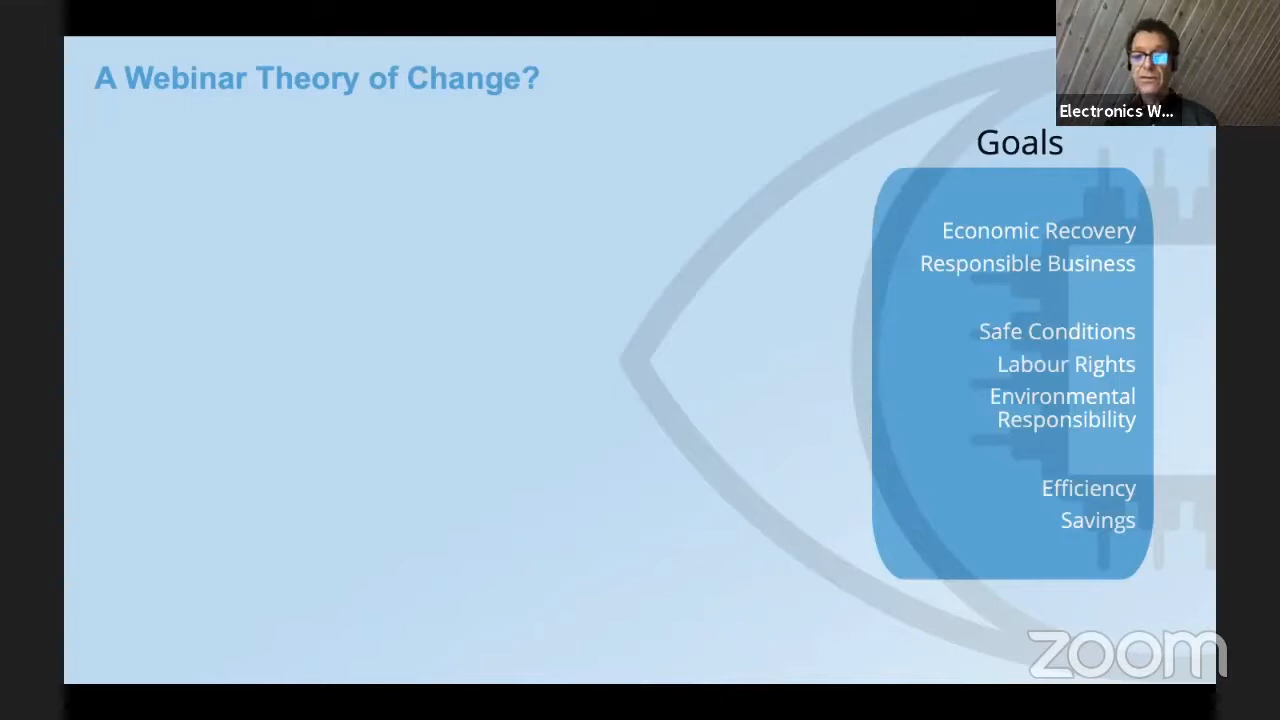 A Webinar Theory of Change?
Electronics W...
Goals
Economic Recovery
Responsible Business
Safe Conditions
Labour Rights
Environmental
Responsibility
Efficiency
Savings
zoom